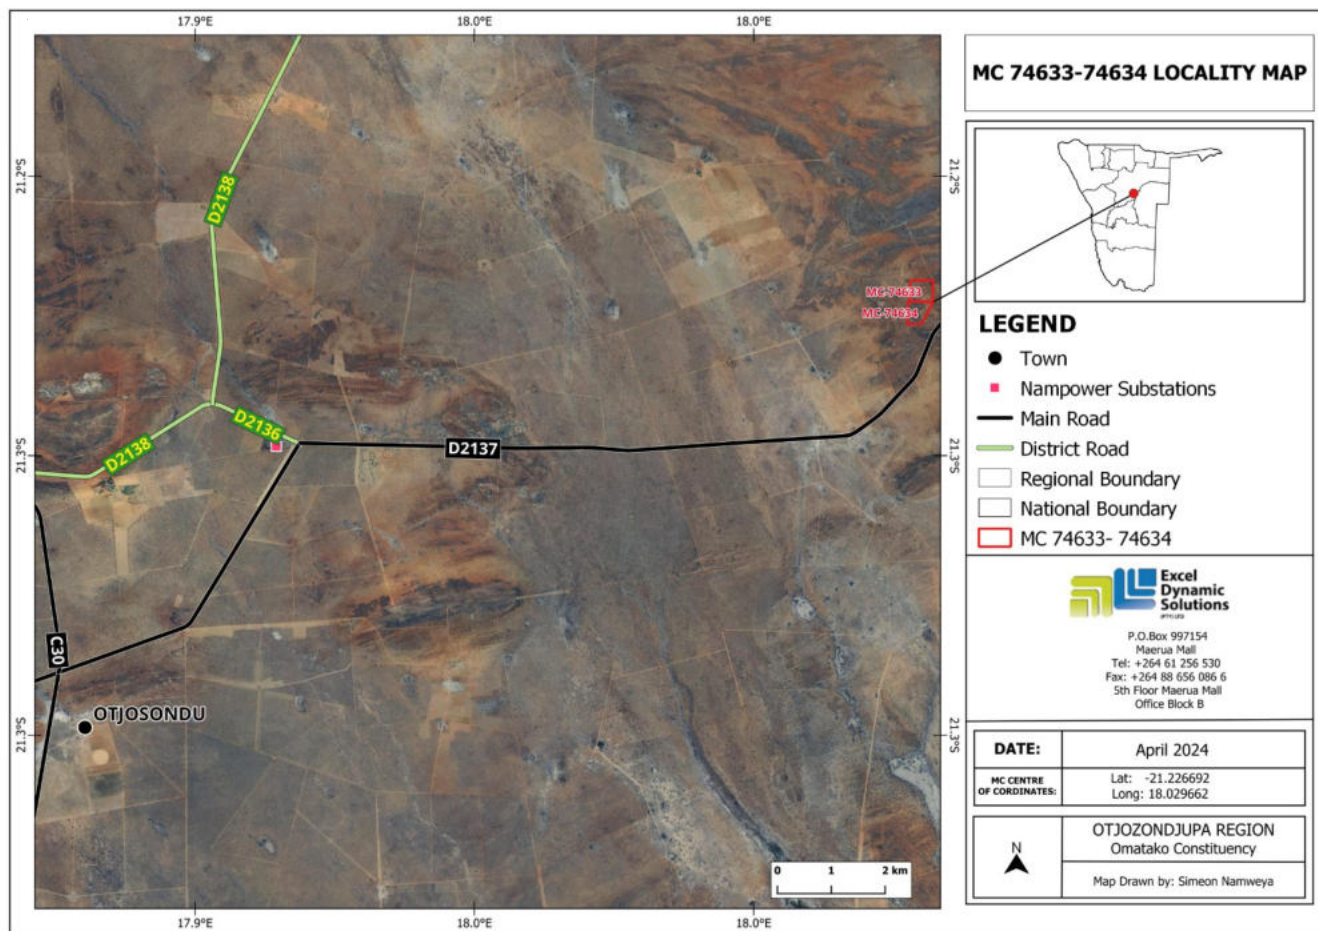 17.9°E
18.0°E
18.0°E
21.2°S
21.2°S
D2138
MC-74633
MC-74634
D2136
D2138
D2137
21.3°S
21.3°S
C30
OTJOSONDU
21.3°S
21.3°S
0 1 2 km
17.9°E
18.0°E
18.0°E
MC 74633-74634 LOCALITY MAP
LEGEND
Town
Nampower Substations
Main Road
District Road
Regional Boundary
National Boundary
MC 74633- 74634
Excel
Dynamic
Solutions
(PTY) LTD
P.O.Box 997154
Maerua Mall
Tel: +264 61 256 530
Fax: +264 88 656 086 6
5th Floor Maerua Mall
Office Block B
DATE: April 2024
MC CENTRE
OF CORDINATES:
Lat: -21.226692
Long: 18.029662
N
OTJOZONDJUPA REGION
Omatako Constituency
Map Drawn by: Simeon Namweya